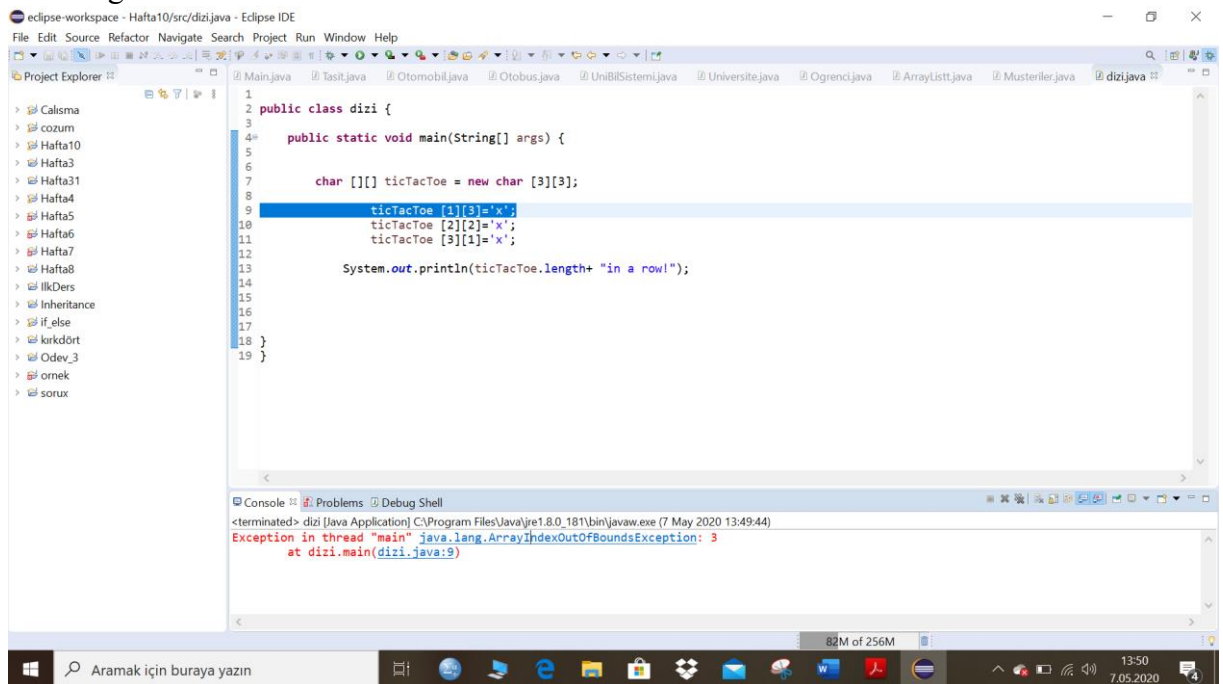 eclipse-workspace - Hafta10/src/dizi.java - Eclipse IDE
File Edit Source Refactor Navigate Search Project Run Window Help
Project Explorer
Main.java Tasit.java Otomobil.java Otobus.java UniBilSistemi.java Universite.java Ogrenci.java ArrayListt.java Musteriler.java dizi.java
Calısma
cozum
Hafta10
Hafta3
Hafta31
Hafta4
Hafta5
Hafta6
Hafta7
Hafta8
IlkDers
Inheritance
if_else
kırkdört
Odev_3
ornek
sorux
1
2 public class dizi {
3
4 public static void main(String[] args) {
5
6
7 char [][] ticTacToe = new char [3][3];
8
9 ticTacToe [1][3]='x';
10 ticTacToe [2][2]='x';
11 ticTacToe [3][1]='x';
12
13 System.out.println(ticTacToe.length+ "in a row!");
14
15
16
17
18 }
19 }
Console Problems Debug Shell
<terminated> dizi [Java Application] C:\Program Files\Java\jre1.8.0_181\bin\javaw.exe (7 May 2020 13:49:44)
Exception in thread "main" java.lang.ArrayIndexOutOfBoundsException: 3
at dizi.main(dizi.java:9)
82M of 256M
Aramak için buraya yazın
13:50
7.05.2020
4